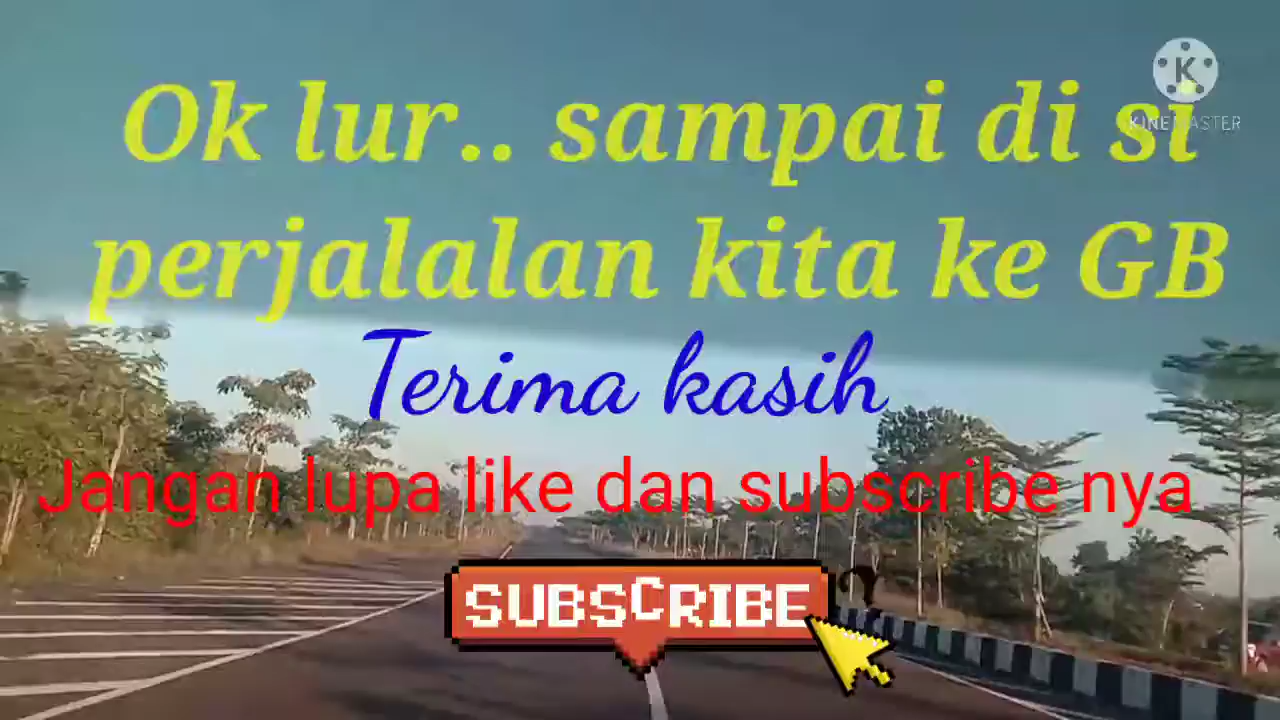 Ok lur.. sampai di si
KINEMASTER
perjalalan kita ke GB
Terima kasih
Jangan lupa like dan subscribe nya
SUBSCRIBE